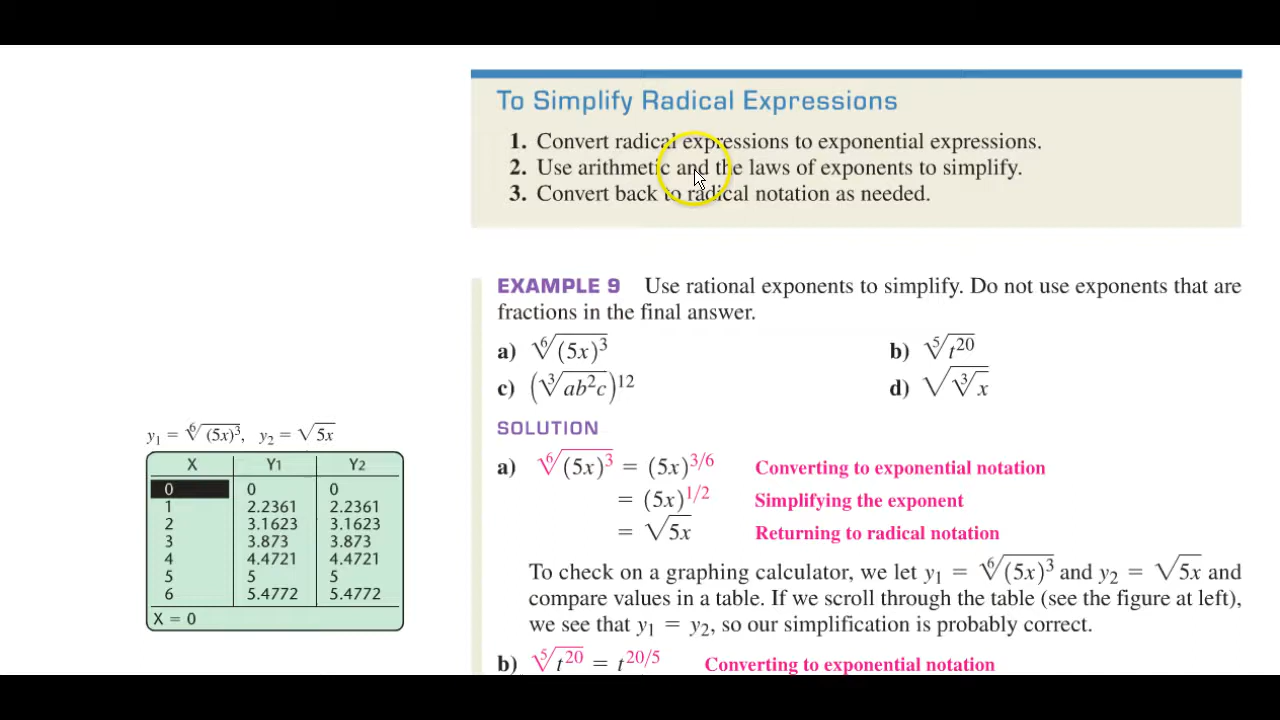 To Simplify Radical Expressions
1. Convert radical expressions to exponential expressions.
2. Use arithmetic and the laws of exponents to simplify.
3. Convert back to radical notation as needed.
EXAMPLE 9 Use rational exponents to simplify. Do not use exponents that are
fractions in the final answer.
a) ⁶√(5x)³ b) ⁵√t²⁰
c) (³√ab²c)¹² d) √³√x
SOLUTION
a) ⁶√(5x)³ = (5x)³/⁶ Converting to exponential notation
= (5x)¹/² Simplifying the exponent
= √5x Returning to radical notation
To check on a graphing calculator, we let y₁ = ⁶√(5x)³ and y₂ = √5x and
compare values in a table. If we scroll through the table (see the figure at left),
we see that y₁ = y₂, so our simplification is probably correct.
b) ⁵√t²⁰ = t²⁰/⁵ Converting to exponential notation
y₁ = ⁶√(5x)³, y₂ = √5x
X Y1 Y2
0 0 0
1 2.2361 2.2361
2 3.1623 3.1623
3 3.873 3.873
4 4.4721 4.4721
5 5 5
6 5.4772 5.4772
X = 0